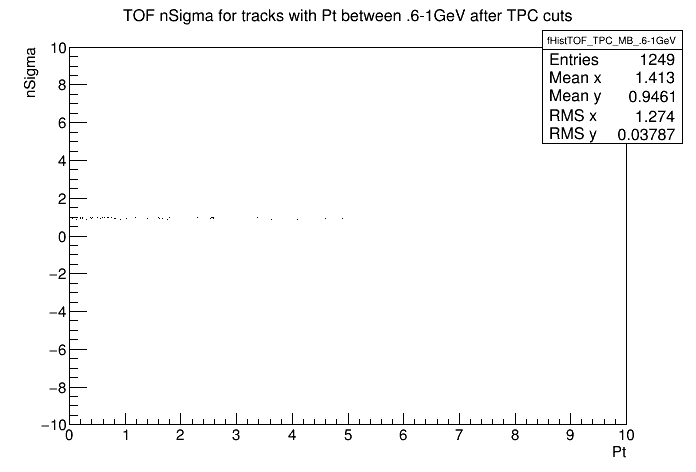 TOF nSigma for tracks with Pt between .6-1GeV after TPC cuts
fHistTOF_TPC_MB_.6-1GeV
Entries 1249
Mean x 1.413
Mean y 0.9461
RMS x 1.274
RMS y 0.03787
nSigma
10
8
6
4
2
0
−2
−4
−6
−8
−10
0 1 2 3 4 5 6 7 8 9 10
Pt